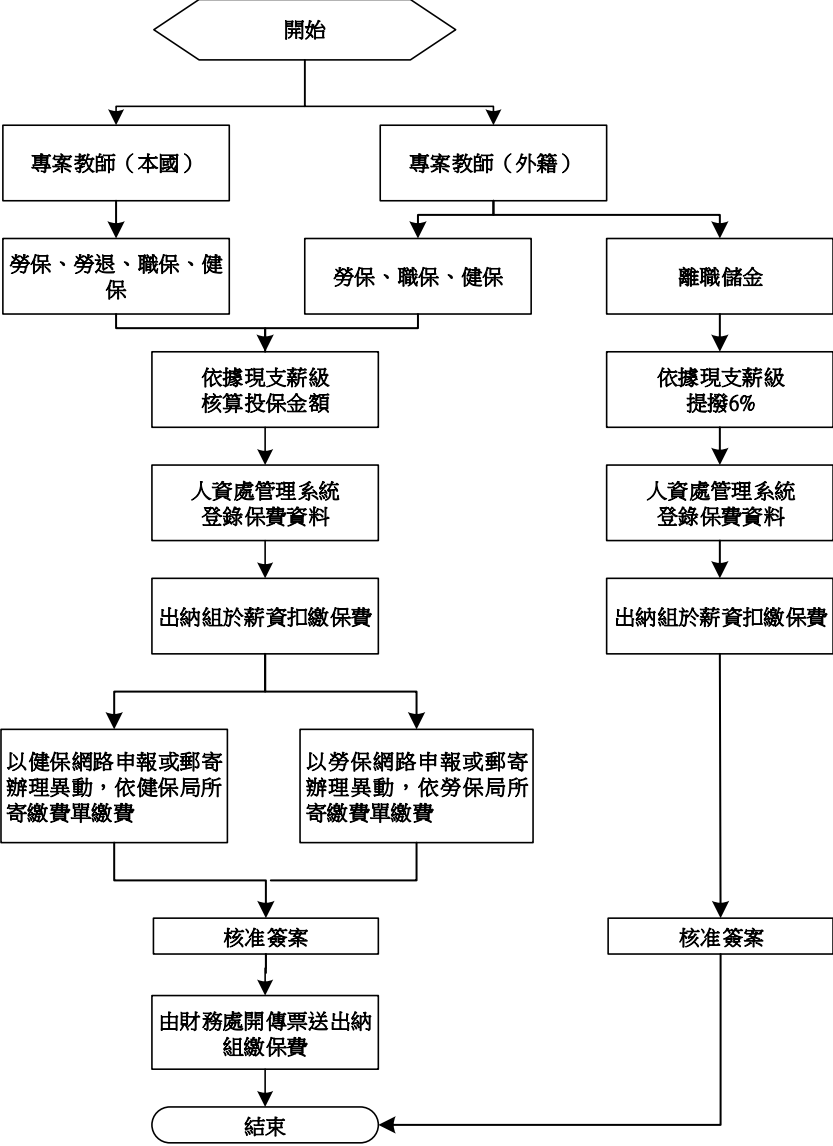 開始
專案教師（本國）
專案教師（外籍）
勞保、勞退、職保、健
保
勞保、職保、健保
離職儲金
依據現支薪級
核算投保金額
依據現支薪級
提撥6%
人資處管理系統
登錄保費資料
人資處管理系統
登錄保費資料
出納組於薪資扣繳保費
出納組於薪資扣繳保費
以健保網路申報或郵寄
辦理異動，依健保局所
寄繳費單繳費
以勞保網路申報或郵寄
辦理異動，依勞保局所
寄繳費單繳費
核准簽案
核准簽案
由財務處開傳票送出納
組繳保費
結束